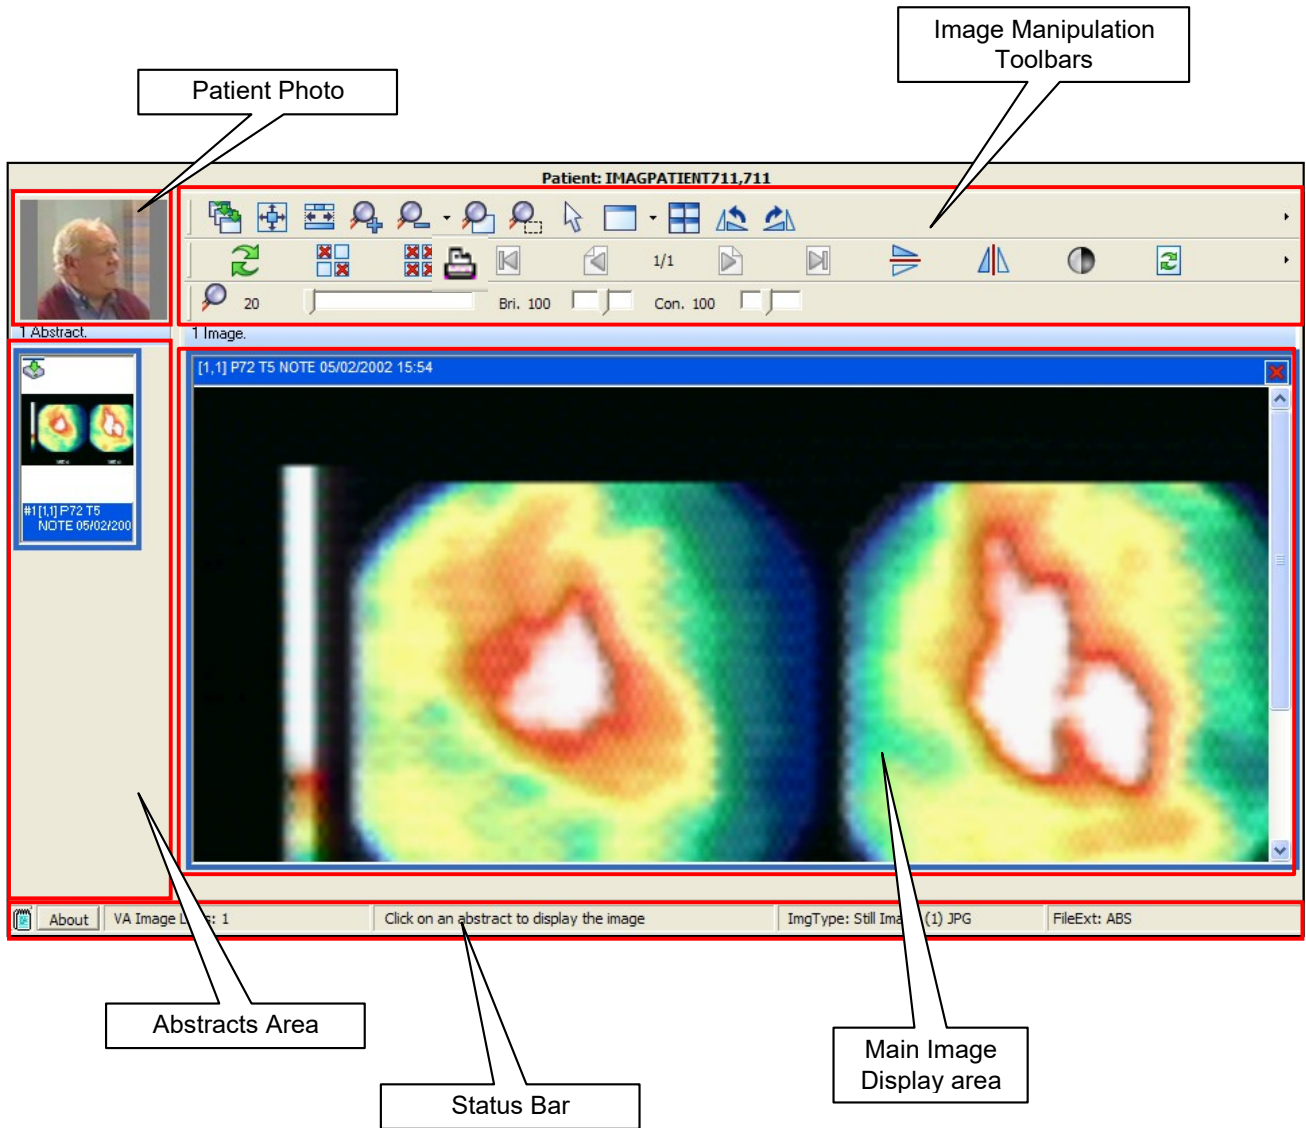 Image Manipulation
Toolbars
Patient Photo
Patient: IMAGPATIENT711,711
1/1
20
Bri. 100
Con. 100
1 Abstract.
1 Image.
[1,1] P72 T5 NOTE 05/02/2002 15:54
#1 [1,1] P72 T5
NOTE 05/02/200
About
VA Image : 1
Click on an abstract to display the image
ImgType: Still (1) JPG
FileExt: ABS
Abstracts Area
Main Image
Display area
Status Bar